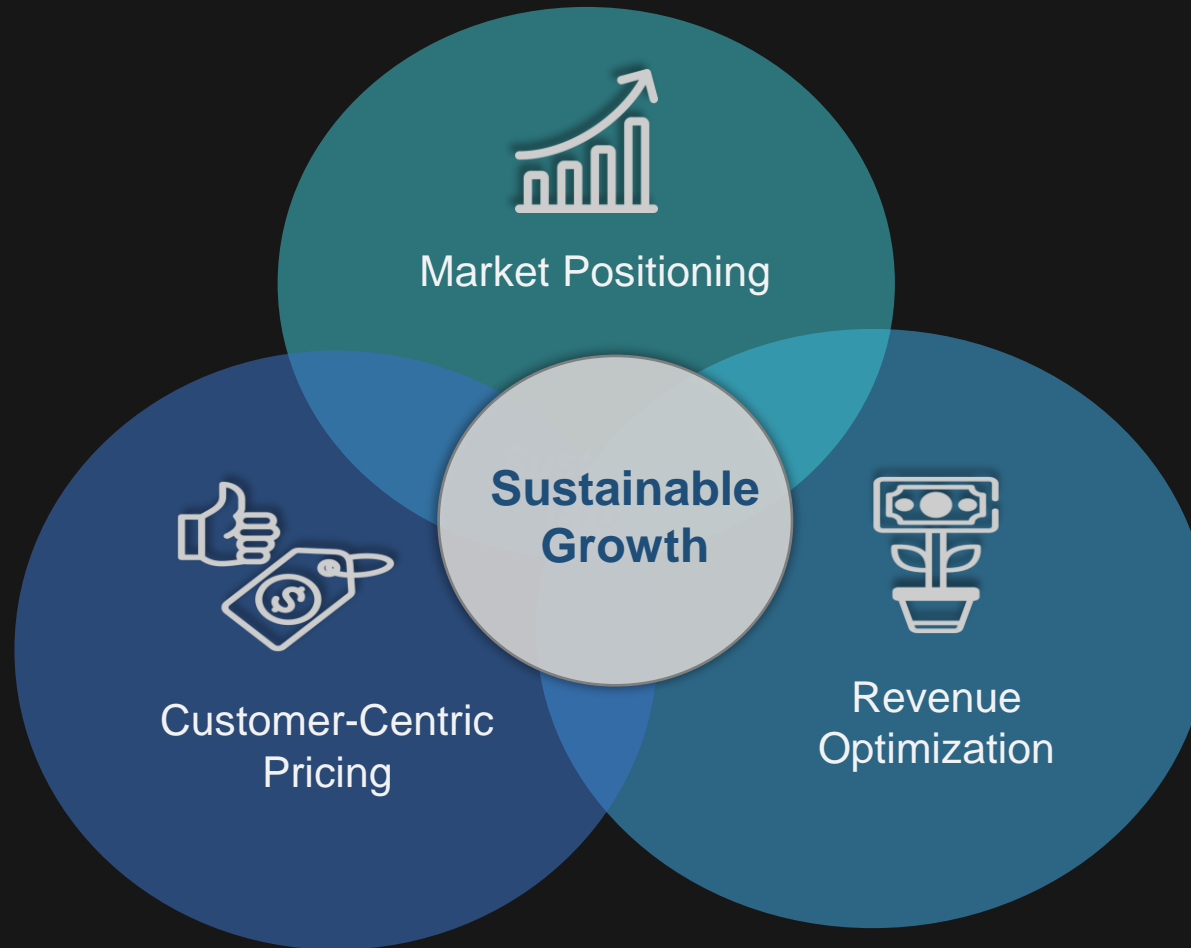 Market Positioning
Sustainable
Growth
Customer-Centric
Pricing
Revenue
Optimization
$